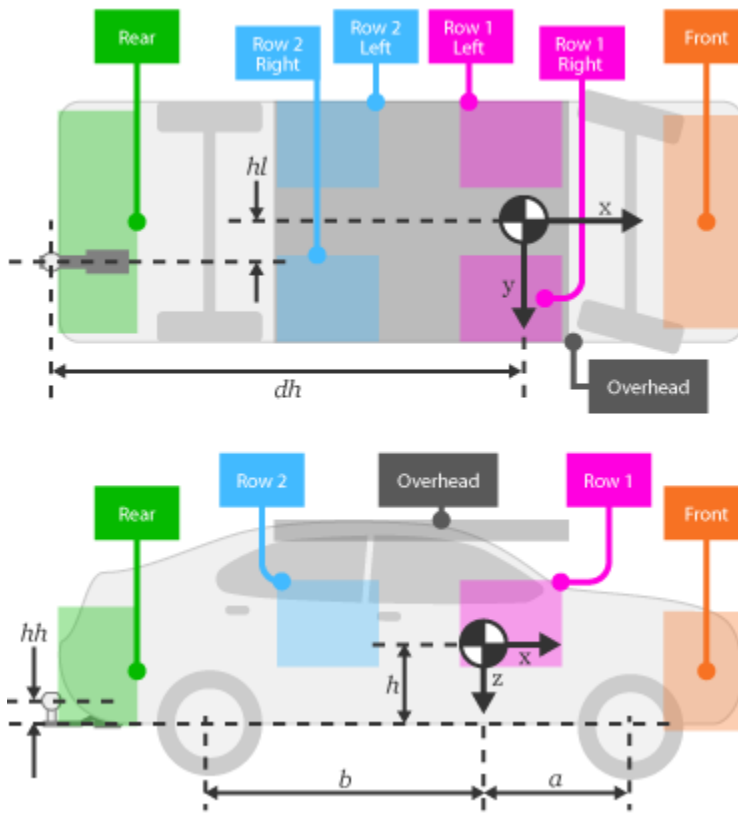 Rear
Row 2
Right
Row 2
Left
Row 1
Left
Row 1
Right
Front
hl
x
y
dh
Overhead
Rear
Row 2
Overhead
Row 1
Front
hh
h
x
z
b
a